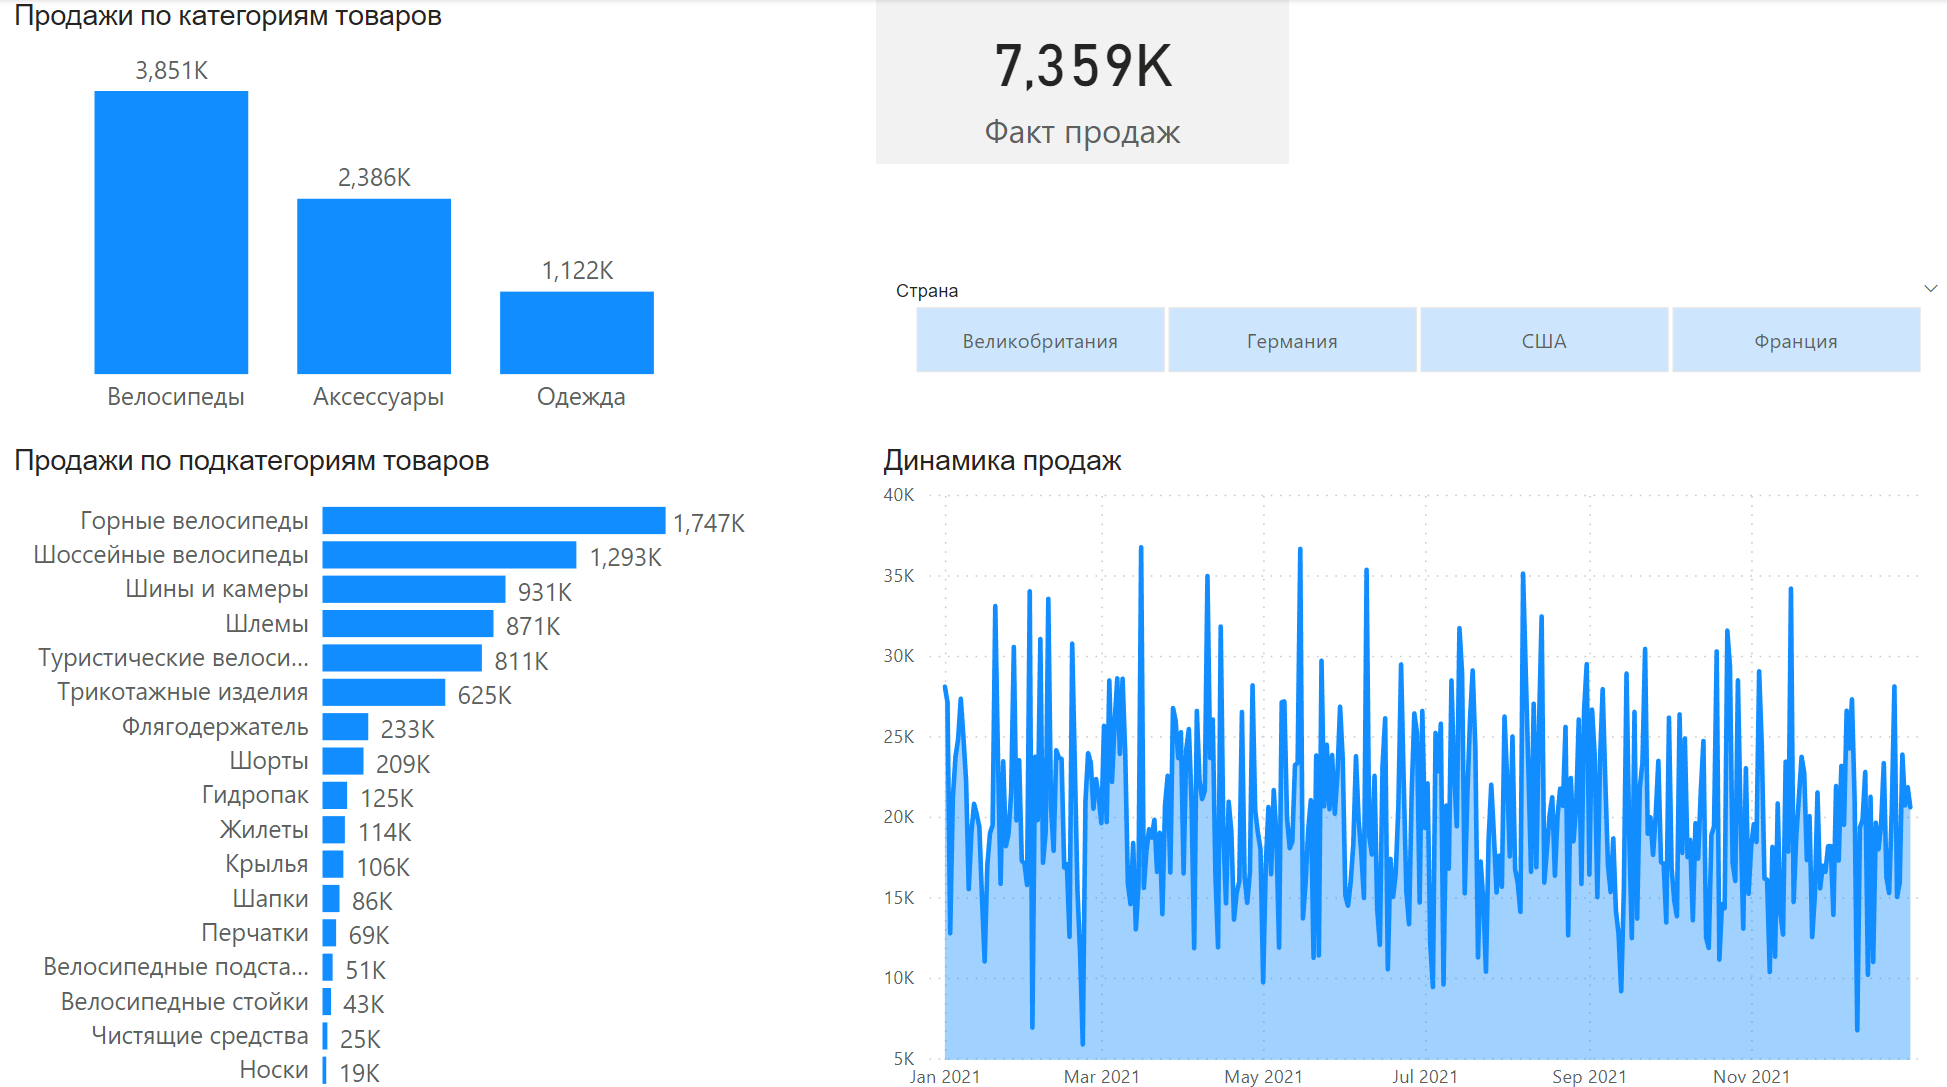 Продажи по категориям товаров
3,851K
2,386K
1,122K
Велосипеды
Аксессуары
Одежда
7,359K
Факт продаж
Страна
Великобритания
Германия
США
Франция
Продажи по подкатегориям товаров
Горные велосипеды 1,747K
Шоссейные велосипеды 1,293K
Шины и камеры 931K
Шлемы 871K
Туристические велоси... 811K
Трикотажные изделия 625K
Флягодержатель 233K
Шорты 209K
Гидропак 125K
Жилеты 114K
Крылья 106K
Шапки 86K
Перчатки 69K
Велосипедные подста... 51K
Велосипедные стойки 43K
Чистящие средства 25K
Носки 19K
Динамика продаж
40K
35K
30K
25K
20K
15K
10K
5K
Jan 2021
Mar 2021
May 2021
Jul 2021
Sep 2021
Nov 2021